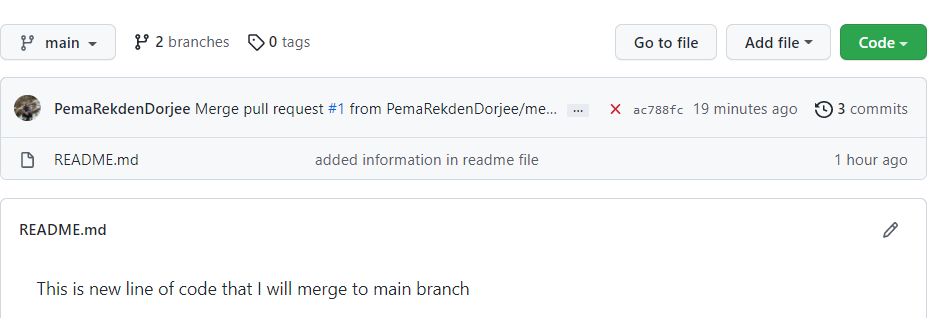 main 2 branches 0 tags Go to file Add file Code
PemaRekdenDorjee Merge pull request #1 from PemaRekdenDorjee/me... ... ac788fc 19 minutes ago 3 commits
README.md added information in readme file 1 hour ago
README.md
This is new line of code that I will merge to main branch